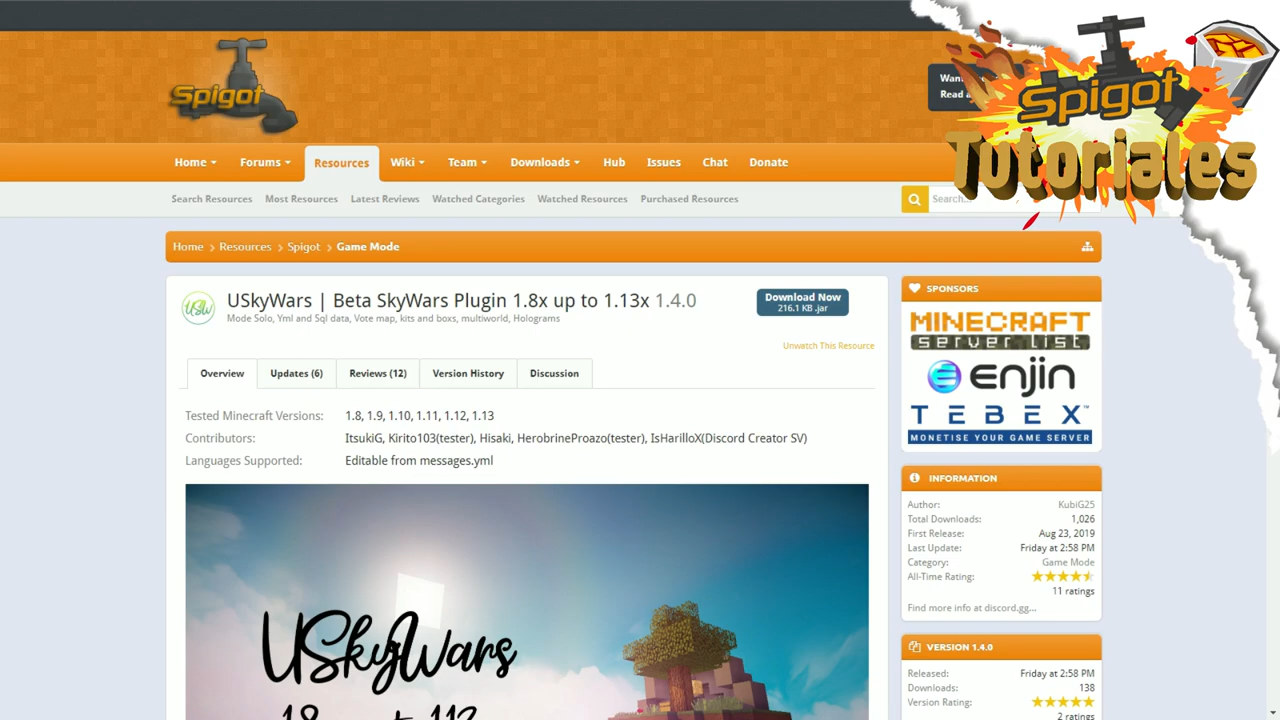 Spigot
Want
Read a
Spigot
Tutoriales
Home Forums Resources Wiki Team Downloads Hub Issues Chat Donate
Search Resources Most Resources Latest Reviews Watched Categories Watched Resources Purchased Resources
Search...
Home Resources Spigot Game Mode
USW
USkyWars | Beta SkyWars Plugin 1.8x up to 1.13x 1.4.0
Mode Solo, Yml and Sql data, Vote map, kits and boxs, multiworld, Holograms
Download Now
216.1 KB .jar
Unwatch This Resource
Overview Updates (6) Reviews (12) Version History Discussion
Tested Minecraft Versions: 1.8, 1.9, 1.10, 1.11, 1.12, 1.13
Contributors: ItsukiG, Kirito103(tester), Hisaki, HerobrineProazo(tester), IsHarilloX(Discord Creator SV)
Languages Supported: Editable from messages.yml
USkyWars
SPONSORS
MINECRAFT
server list
enjin
TEBEX™
MONETISE YOUR GAME SERVER
INFORMATION
Author: KubiG25
Total Downloads: 1,026
First Release: Aug 23, 2019
Last Update: Friday at 2:58 PM
Category: Game Mode
All-Time Rating:
11 ratings
Find more info at discord.gg...
VERSION 1.4.0
Released: Friday at 2:58 PM
Downloads: 138
Version Rating:
2 ratings